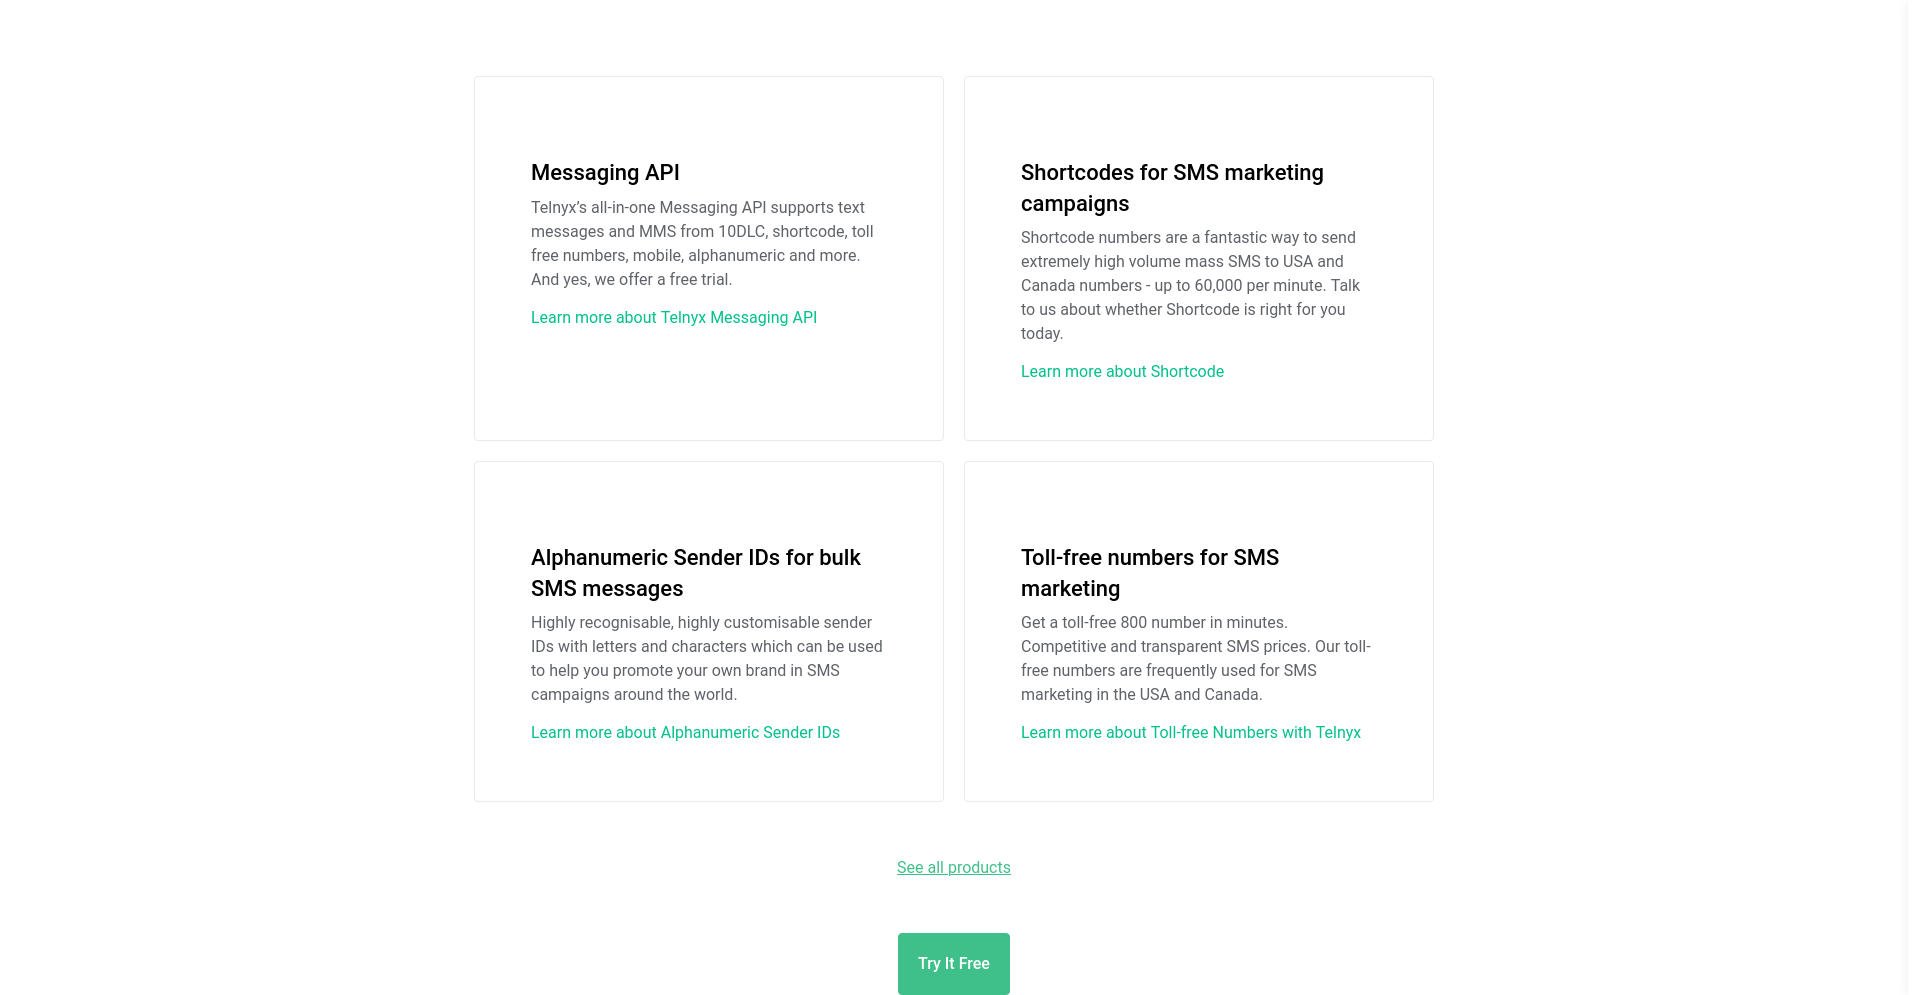 Messaging API
Telnyx’s all-in-one Messaging API supports text
messages and MMS from 10DLC, shortcode, toll
free numbers, mobile, alphanumeric and more.
And yes, we offer a free trial.
Learn more about Telnyx Messaging API
Shortcodes for SMS marketing
campaigns
Shortcode numbers are a fantastic way to send
extremely high volume mass SMS to USA and
Canada numbers - up to 60,000 per minute. Talk
to us about whether Shortcode is right for you
today.
Learn more about Shortcode
Alphanumeric Sender IDs for bulk
SMS messages
Highly recognisable, highly customisable sender
IDs with letters and characters which can be used
to help you promote your own brand in SMS
campaigns around the world.
Learn more about Alphanumeric Sender IDs
Toll-free numbers for SMS
marketing
Get a toll-free 800 number in minutes.
Competitive and transparent SMS prices. Our toll-
free numbers are frequently used for SMS
marketing in the USA and Canada.
Learn more about Toll-free Numbers with Telnyx
See all products
Try It Free